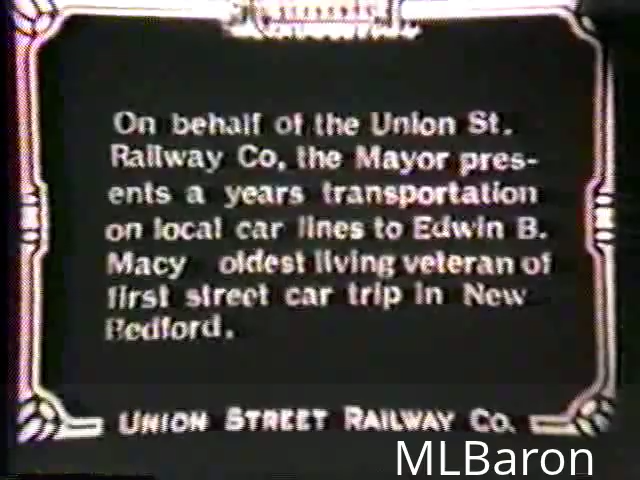 On behalf of the Union St.
Railway Co. the Mayor pres-
ents a years transportation
on local car lines to Edwin B.
Macy oldest living veteran of
first street car trip in New
Bedford.
UNION STREET RAILWAY CO.
MLBaron